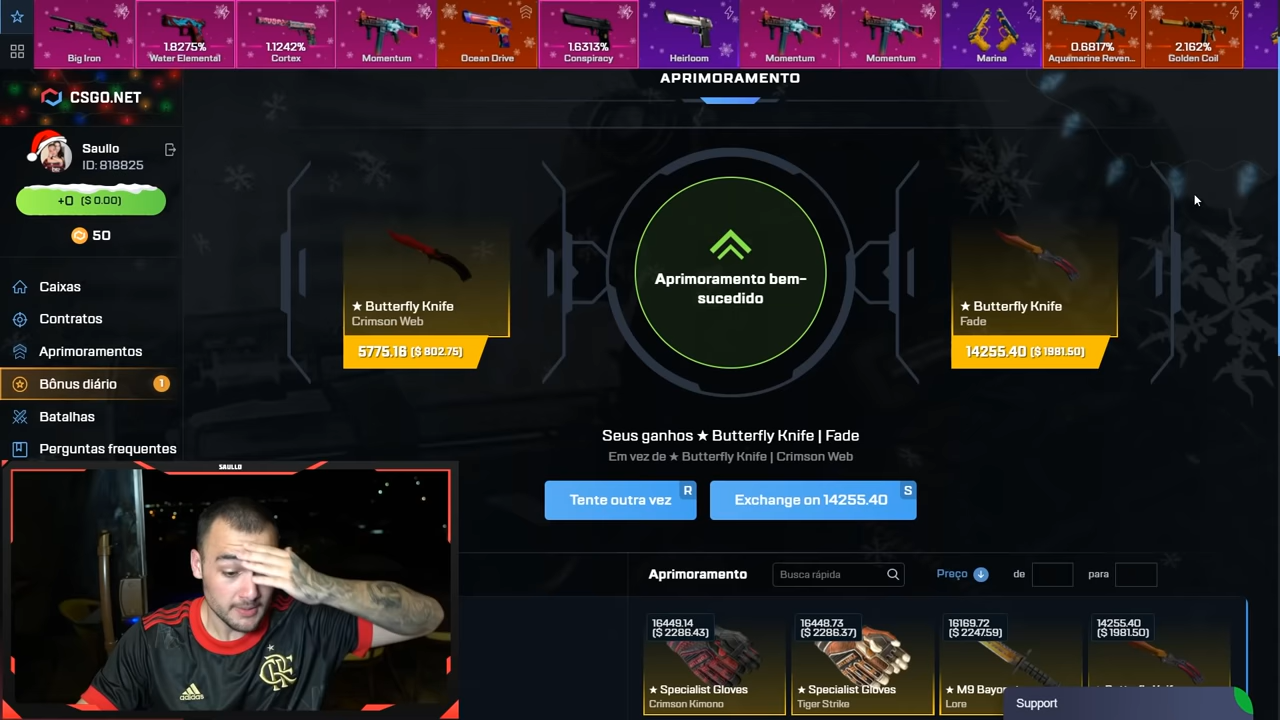 Big Iron
1.8275%
Water Elemental
1.1242%
Cortex
Momentum
Ocean Drive
1.6313%
Conspiracy
Heirloom
Momentum
Momentum
Marina
0.6817%
Aquamarine Reven...
2.162%
Golden Coil
CSGO.NET
Saullo
ID: 818825
+0 ($ 0.00)
50
Caixas
Contratos
Aprimoramentos
Bônus diário 1
Batalhas
Perguntas frequentes
APRIMORAMENTO
★ Butterfly Knife
Crimson Web
5775.16 ($ 802.75)
Aprimoramento bem-
sucedido
★ Butterfly Knife
Fade
14255.40 ($ 1981.50)
Seus ganhos ★ Butterfly Knife | Fade
Em vez de ★ Butterfly Knife | Crimson Web
Tente outra vez R
Exchange on 14255.40 S
Aprimoramento
Busca rápida
Preço
de
para
16449.14
($ 2286.43)
★ Specialist Gloves
Crimson Kimono
16448.73
($ 2286.37)
★ Specialist Gloves
Tiger Strike
16169.72
($ 2247.59)
★ M9 Bayo
Lore
14255.40
($ 1981.50)
Support
SAULLO
adidas
CRF